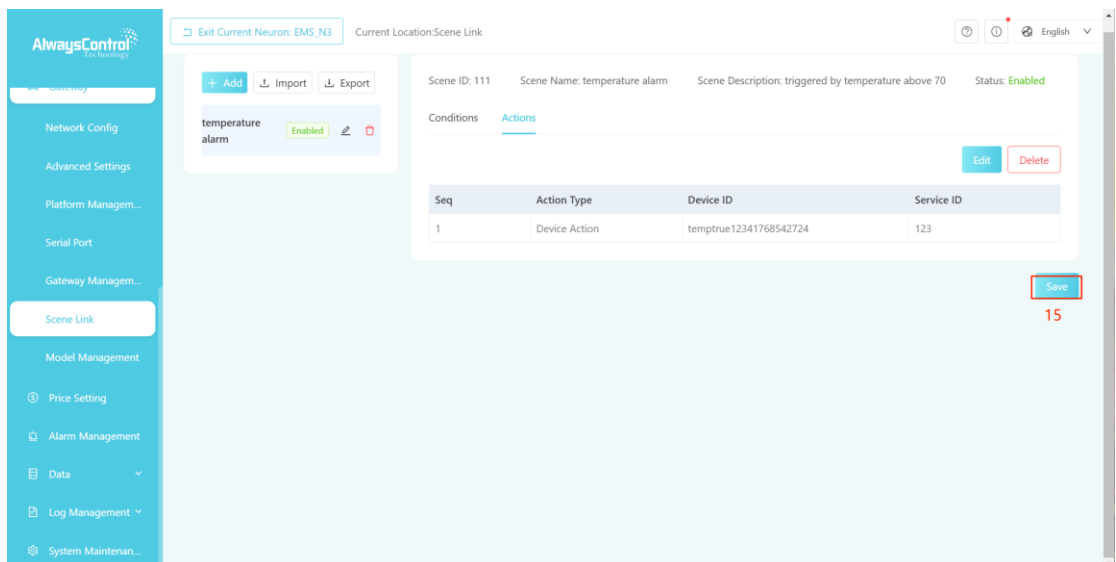 AlwaysControl
Technology
Exit Current Neuron: EMS_N3
Current Location:Scene Link
English
Gateway
Network Config
Advanced Settings
Platform Managem...
Serial Port
Gateway Managem...
Scene Link
Model Management
Price Setting
Alarm Management
Data
Log Management
System Maintenan...
+ Add
Import
Export
temperature
alarm
Enabled
Scene ID: 111 Scene Name: temperature alarm Scene Description: triggered by temperature above 70 Status: Enabled
Conditions Actions
Edit Delete
Seq Action Type Device ID Service ID
1 Device Action temptrue12341768542724 123
Save
15